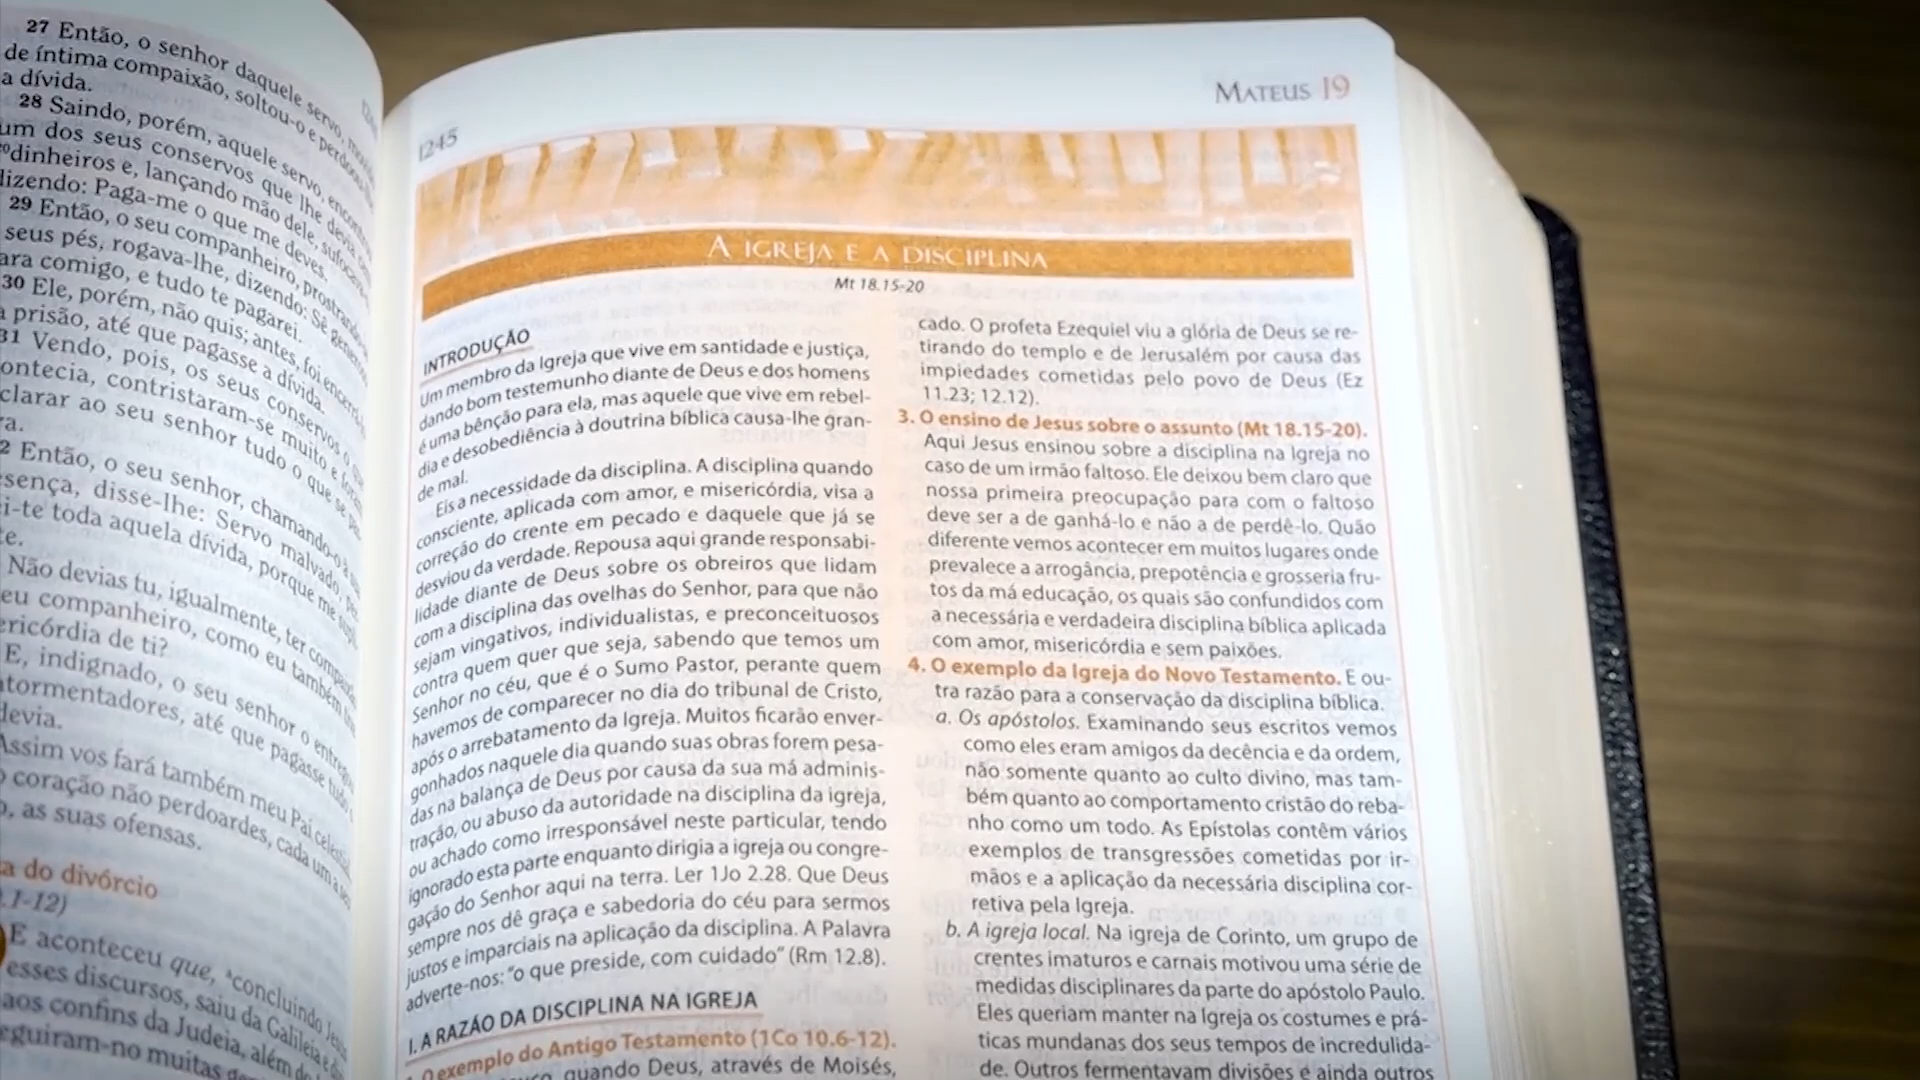 27 Então, o senhor daquele servo, movido
de íntima compaixão, soltou-o e perdoou-lhe
a dívida.
28 Saindo, porém, aquele servo, encontrou
um dos seus conservos que lhe devia cem
dinheiros e, lançando mão dele, sufocava-o
dizendo: Paga-me o que me deves.
29 Então, o seu companheiro, prostrando-
seus pés, rogava-lhe, dizendo: Sê generoso
para comigo, e tudo te pagarei.
30 Ele, porém, não quis; antes, foi encerrá-lo
a prisão, até que pagasse a dívida.
31 Vendo, pois, os seus conservos o que
ontecia, contristaram-se muito e foram
clarar ao seu senhor tudo o que se pas
ra.
2 Então, o seu senhor, chamando-o à sua
sença, disse-lhe: Servo malvado, per
i-te toda aquela dívida, porque me supli
te.
Não devias tu, igualmente, ter compaixão
eu companheiro, como eu também tive
ericórdia de ti?
E, indignado, o seu senhor o entregou
atormentadores, até que pagasse tudo o
devia.
Assim vos fará também meu Pai celestial
o coração não perdoardes, cada um a seu
o, as suas ofensas.
a do divórcio
.1-12)
E aconteceu que, concluindo Jesus
esses discursos, saiu da Galileia e
aos confins da Judeia, além do
eguiram-no muitas
1245
MATEUS 19
A IGREJA E A DISCIPLINA
Mt 18.15-20
INTRODUÇÃO
Um membro da Igreja que vive em santidade e justiça,
dando bom testemunho diante de Deus e dos homens
é uma bênção para ela, mas aquele que vive em rebel-
dia e desobediência à doutrina bíblica causa-lhe gran-
de mal.
Eis a necessidade da disciplina. A disciplina quando
consciente, aplicada com amor, e misericórdia, visa a
correção do crente em pecado e daquele que já se
desviou da verdade. Repousa aqui grande responsabi-
lidade diante de Deus sobre os obreiros que lidam
com a disciplina das ovelhas do Senhor, para que não
sejam vingativos, individualistas, e preconceituosos
contra quem quer que seja, sabendo que temos um
Senhor no céu, que é o Sumo Pastor, perante quem
havemos de comparecer no dia do tribunal de Cristo,
após o arrebatamento da Igreja. Muitos ficarão enver-
gonhados naquele dia quando suas obras forem pesa-
das na balança de Deus por causa da sua má adminis-
tração, ou abuso da autoridade na disciplina da igreja,
ou achado como irresponsável neste particular, tendo
ignorado esta parte enquanto dirigia a igreja ou congre-
gação do Senhor aqui na terra. Ler 1Jo 2.28. Que Deus
sempre nos dê graça e sabedoria do céu para sermos
justos e imparciais na aplicação da disciplina. A Palavra
adverte-nos: "o que preside, com cuidado" (Rm 12.8).
I. A RAZÃO DA DISCIPLINA NA IGREJA
O exemplo do Antigo Testamento (1Co 10.6-12).
quando Deus, através de Moisés,
cado. O profeta Ezequiel viu a glória de Deus se re-
tirando do templo e de Jerusalém por causa das
impiedades cometidas pelo povo de Deus (Ez
11.23; 12.12).
3. O ensino de Jesus sobre o assunto (Mt 18.15-20).
Aqui Jesus ensinou sobre a disciplina na Igreja no
caso de um irmão faltoso. Ele deixou bem claro que
nossa primeira preocupação para com o faltoso
deve ser a de ganhá-lo e não a de perdê-lo. Quão
diferente vemos acontecer em muitos lugares onde
prevalece a arrogância, prepotência e grosseria fru-
tos da má educação, os quais são confundidos com
a necessária e verdadeira disciplina bíblica aplicada
com amor, misericórdia e sem paixões.
4. O exemplo da Igreja do Novo Testamento. E ou-
tra razão para a conservação da disciplina bíblica.
a. Os apóstolos. Examinando seus escritos vemos
como eles eram amigos da decência e da ordem,
não somente quanto ao culto divino, mas tam-
bém quanto ao comportamento cristão do reba-
nho como um todo. As Epístolas contêm vários
exemplos de transgressões cometidas por ir-
mãos e a aplicação da necessária disciplina cor-
retiva pela Igreja.
b. A igreja local. Na igreja de Corinto, um grupo de
crentes imaturos e carnais motivou uma série de
medidas disciplinares da parte do apóstolo Paulo.
Eles queriam manter na Igreja os costumes e prá-
ticas mundanas dos seus tempos de incredulida-
de. Outros fermentavam divisões e ainda outros